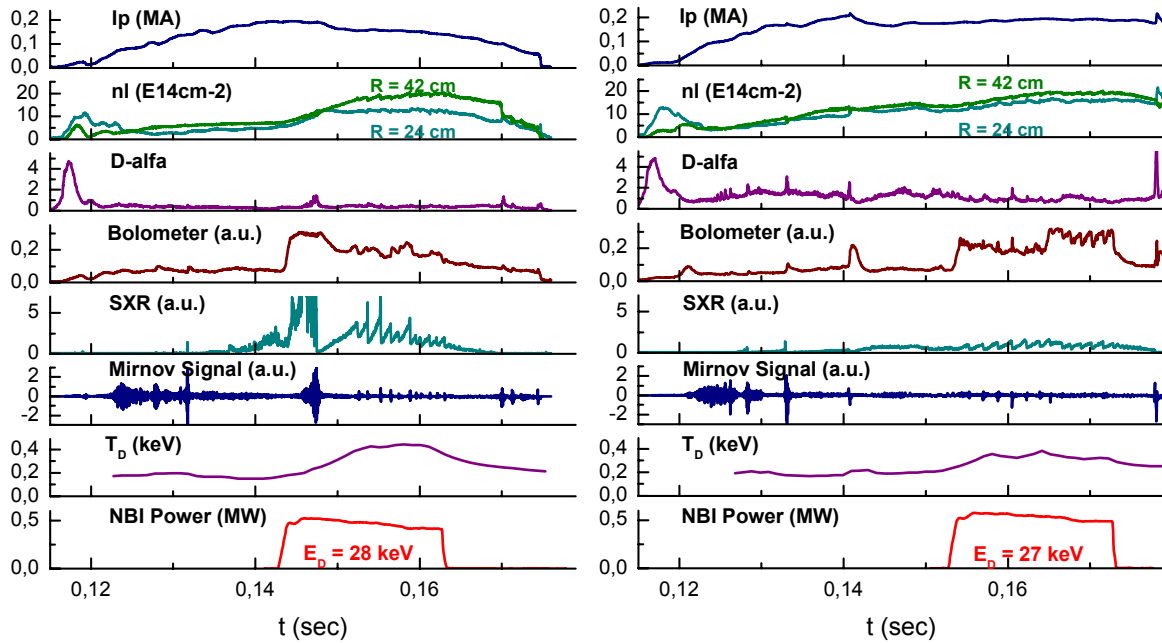 Ip (MA)
0,2
0,1
0,0
nl (E14cm-2)
R = 42 cm
R = 24 cm
20
10
0
D-alfa
4
2
0
Bolometer (a.u.)
0,2
0,0
SXR (a.u.)
5
0
Mirnov Signal (a.u.)
2
0
-2
T_D (keV)
0,4
0,2
0,0
NBI Power (MW)
0,5
0,0
E_D = 28 keV
0,12
0,14
0,16
t (sec)
Ip (MA)
0,2
0,1
0,0
nl (E14cm-2)
R = 42 cm
R = 24 cm
20
10
0
D-alfa
4
2
0
Bolometer (a.u.)
0,2
0,0
SXR (a.u.)
5
0
Mirnov Signal (a.u.)
2
0
-2
T_D (keV)
0,4
0,2
0,0
NBI Power (MW)
0,5
0,0
E_D = 27 keV
0,12
0,14
0,16
t (sec)